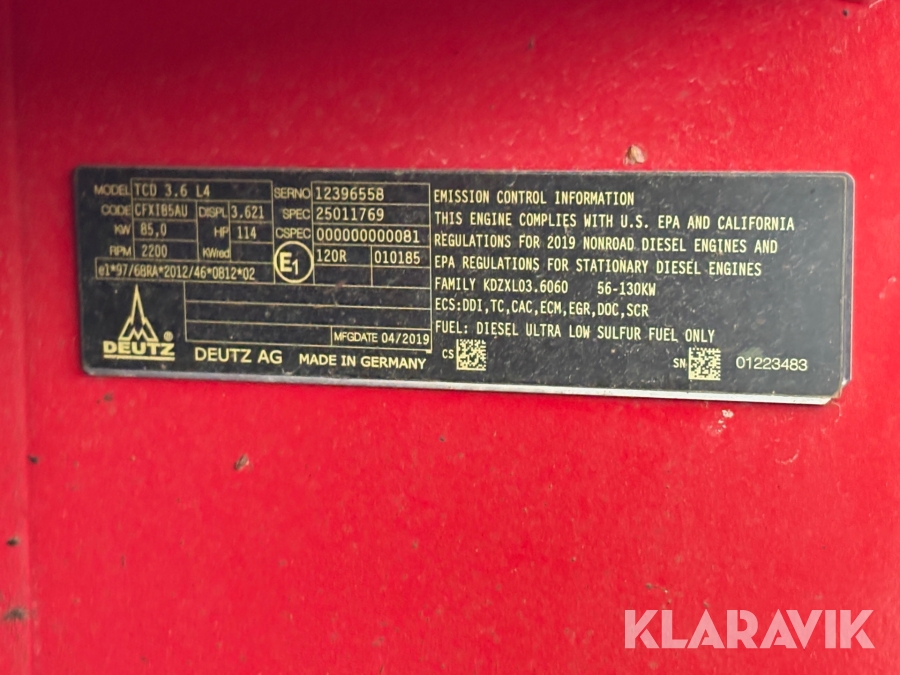 MODEL TCD 3.6 L4
CODE CFXI85AU DISPL 3,621
KW 85,0 HP 114
RPM 2200 KWred
e1*97/68RA*2012/46*0812*02
SERNO 12396558
SPEC 25011769
CSPEC 000000000081
E1 120R 010185
MFGDATE 04/2019
DEUTZ®
DEUTZ AG MADE IN GERMANY
EMISSION CONTROL INFORMATION
THIS ENGINE COMPLIES WITH U.S. EPA AND CALIFORNIA
REGULATIONS FOR 2019 NONROAD DIESEL ENGINES AND
EPA REGULATIONS FOR STATIONARY DIESEL ENGINES
FAMILY KDZXL03.6060 56-130KW
ECS:DDI,TC,CAC,ECM,EGR,DOC,SCR
FUEL: DIESEL ULTRA LOW SULFUR FUEL ONLY
CS SN 01223483
KLARAVIK